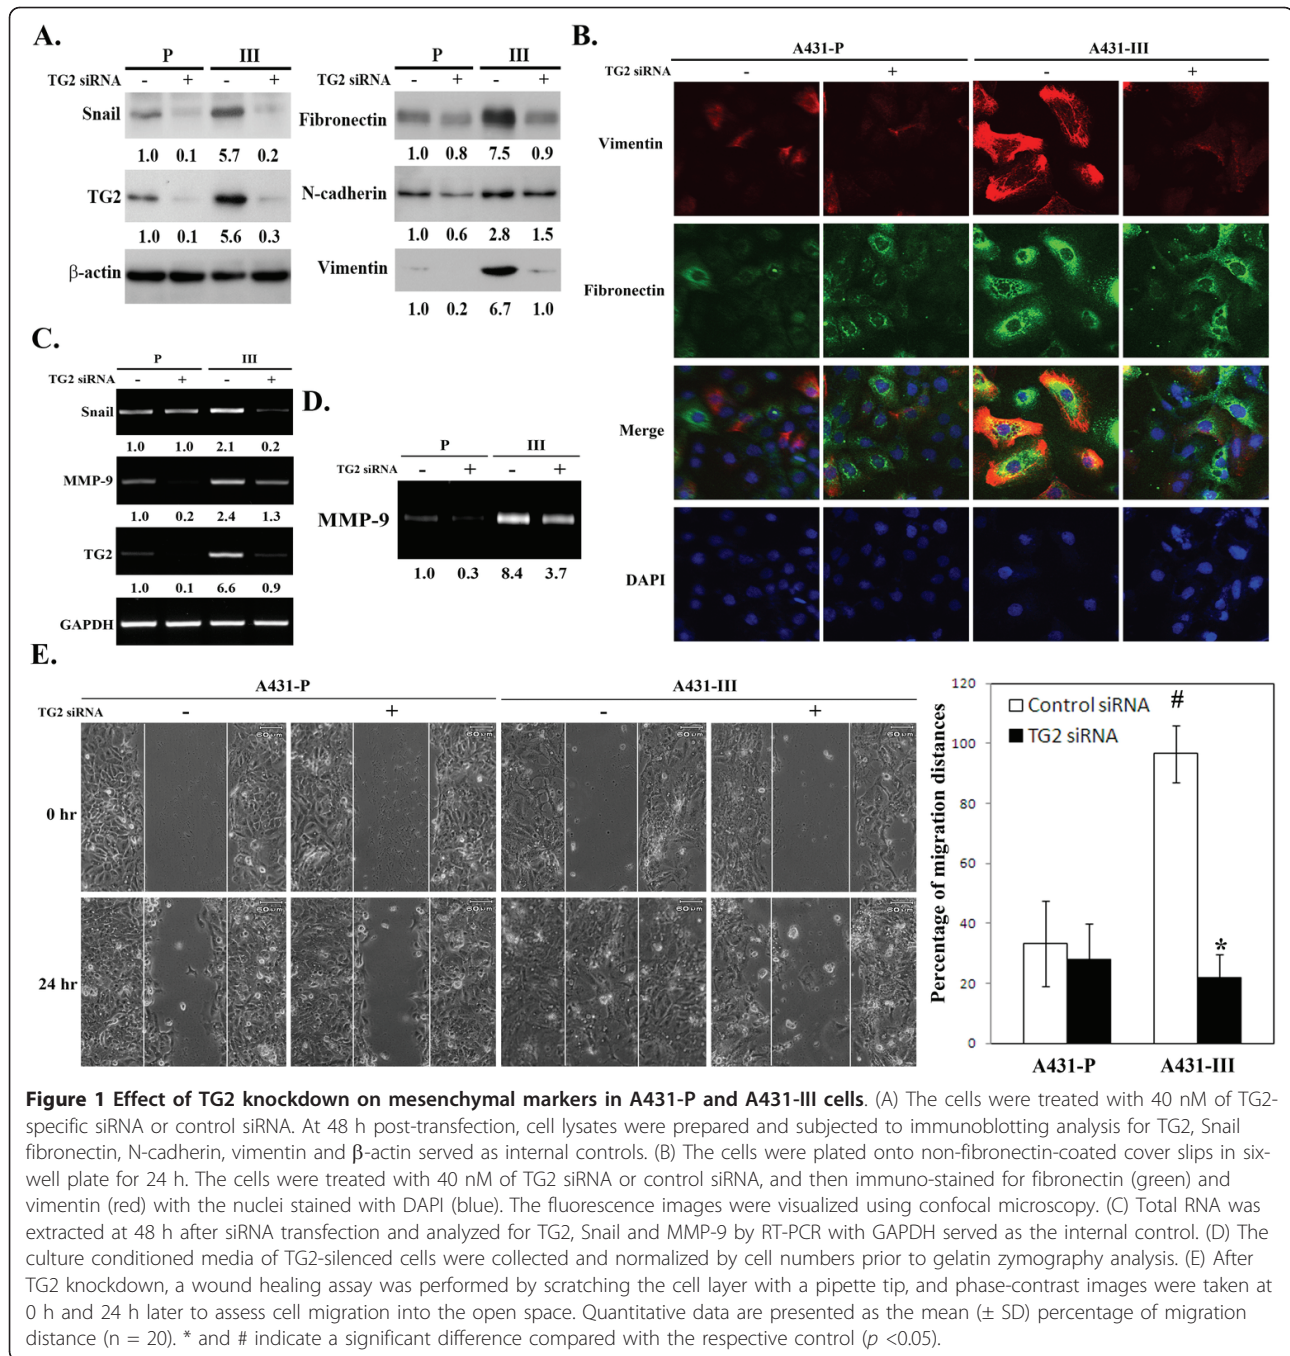 A.
P III
TG2 siRNA - + - +
Snail
1.0 0.1 5.7 0.2
TG2
1.0 0.1 5.6 0.3
β-actin
P III
- + - +
Fibronectin
1.0 0.8 7.5 0.9
N-cadherin
1.0 0.6 2.8 1.5
Vimentin
1.0 0.2 6.7 1.0
B.
A431-P A431-III
TG2 siRNA - + - +
Vimentin
Fibronectin
Merge
DAPI
C.
P III
TG2 siRNA - + - +
Snail
1.0 1.0 2.1 0.2
MMP-9
1.0 0.2 2.4 1.3
TG2
1.0 0.1 6.6 0.9
GAPDH
D.
P III
TG2 siRNA - + - +
MMP-9
1.0 0.3 8.4 3.7
E.
A431-P A431-III
TG2 siRNA - + - +
0 hr
60 µm 60 µm 60 µm 60 µm
24 hr
60 µm 60 µm 60 µm 60 µm
Percentage of migration distances
120
100
80
60
40
20
0
Control siRNA
TG2 siRNA
#
*
A431-P A431-III
Figure 1 Effect of TG2 knockdown on mesenchymal markers in A431-P and A431-III cells. (A) The cells were treated with 40 nM of TG2-
specific siRNA or control siRNA. At 48 h post-transfection, cell lysates were prepared and subjected to immunoblotting analysis for TG2, Snail
fibronectin, N-cadherin, vimentin and β-actin served as internal controls. (B) The cells were plated onto non-fibronectin-coated cover slips in six-
well plate for 24 h. The cells were treated with 40 nM of TG2 siRNA or control siRNA, and then immuno-stained for fibronectin (green) and
vimentin (red) with the nuclei stained with DAPI (blue). The fluorescence images were visualized using confocal microscopy. (C) Total RNA was
extracted at 48 h after siRNA transfection and analyzed for TG2, Snail and MMP-9 by RT-PCR with GAPDH served as the internal control. (D) The
culture conditioned media of TG2-silenced cells were collected and normalized by cell numbers prior to gelatin zymography analysis. (E) After
TG2 knockdown, a wound healing assay was performed by scratching the cell layer with a pipette tip, and phase-contrast images were taken at
0 h and 24 h later to assess cell migration into the open space. Quantitative data are presented as the mean (± SD) percentage of migration
distance (n = 20). * and # indicate a significant difference compared with the respective control (p <0.05).